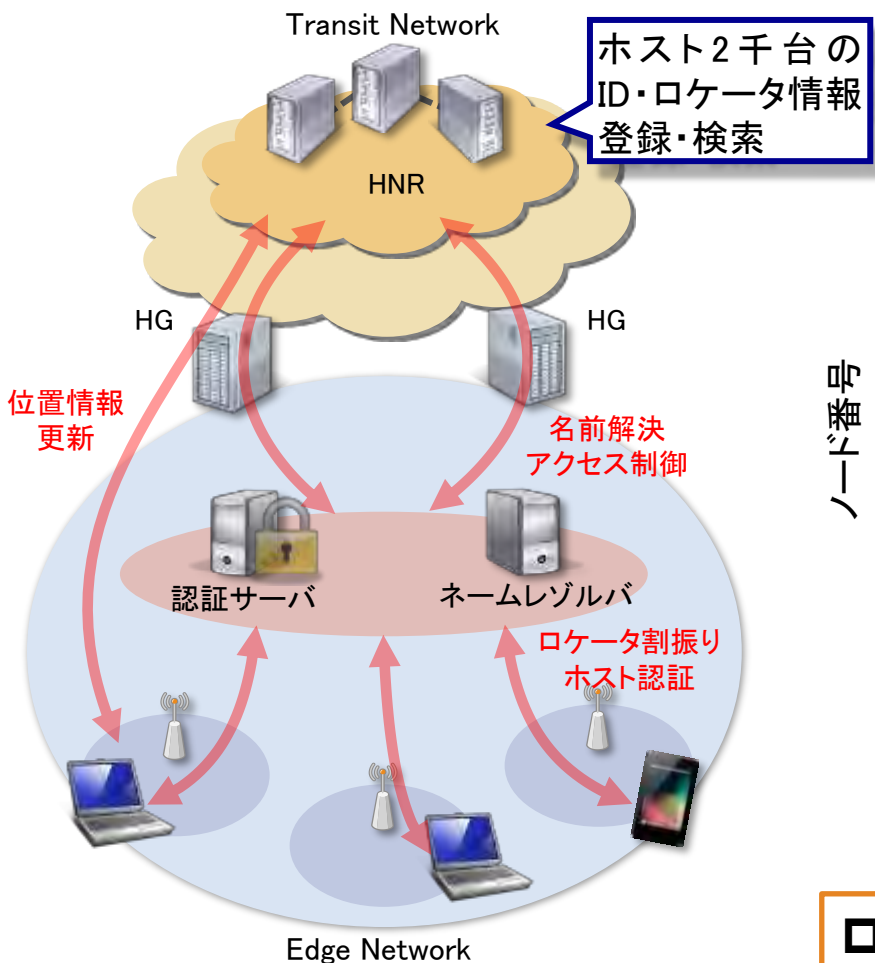 Transit Network
ホスト2千台の
ID・ロケータ情報
登録・検索
HNR
HG
HG
位置情報
更新
名前解決
アクセス制御
ノード番号
認証サーバ
ネームレゾルバ
ロケータ割振り
ホスト認証
Edge Network